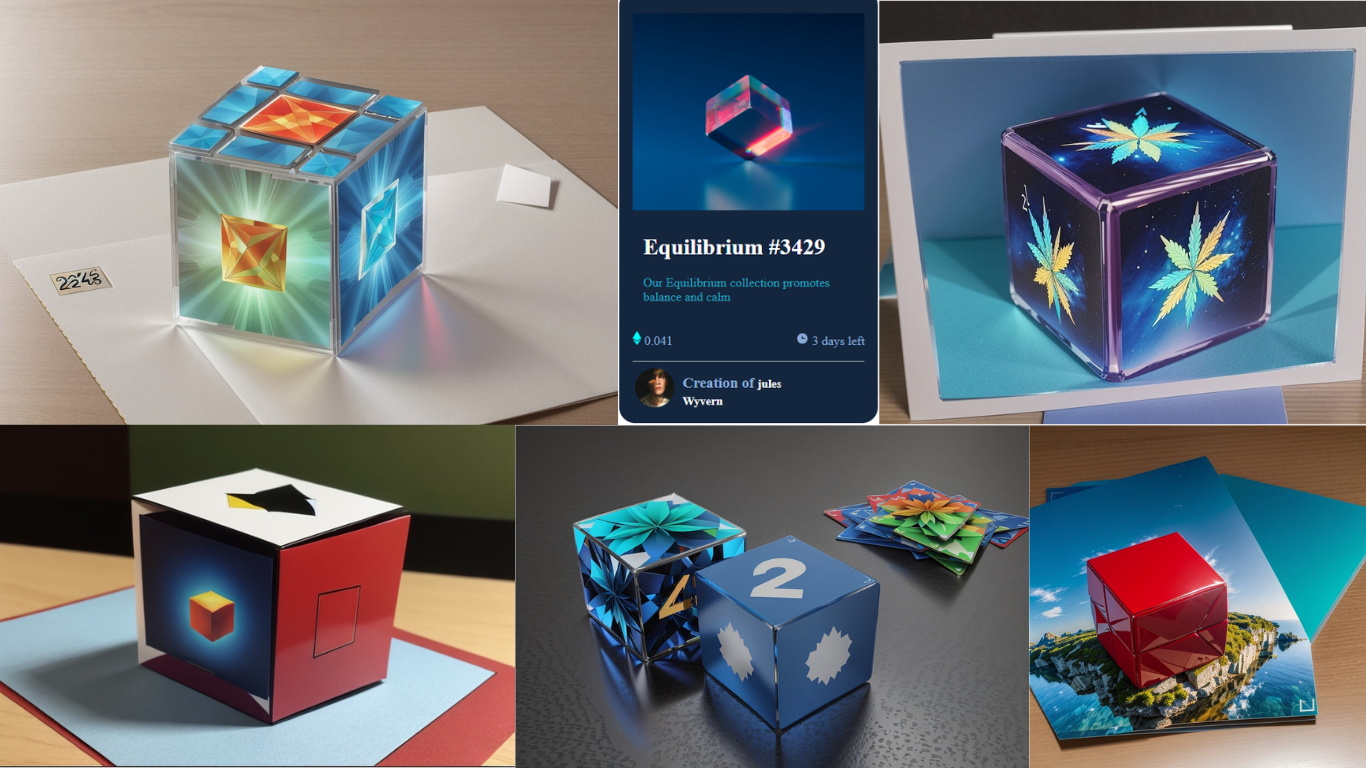 Equilibrium #3429
Our Equilibrium collection promotes
balance and calm
0.041
3 days left
Creation of jules
Wyvern
2